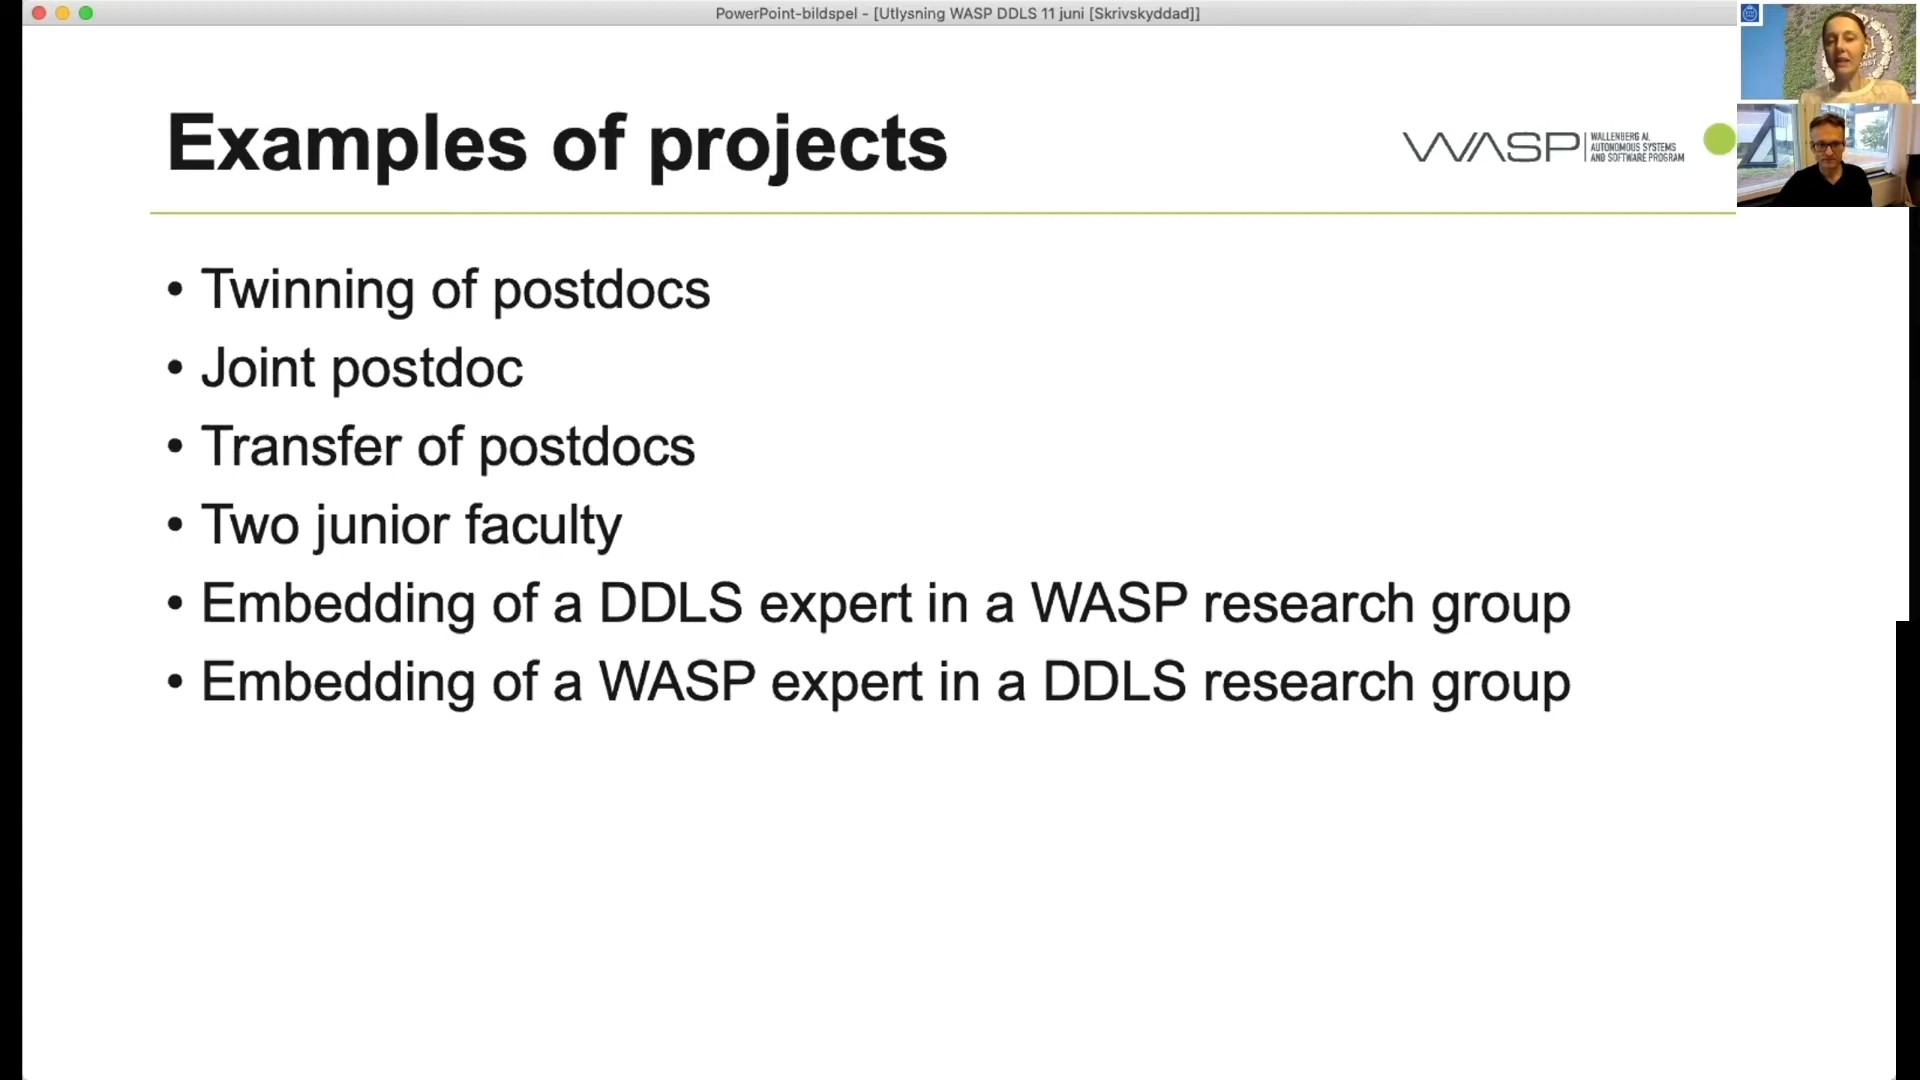 PowerPoint-bildspel - [Utlysning WASP DDLS 11 juni [Skrivskyddad]]
Examples of projects
WASP
WALLENBERG AI,
AUTONOMOUS SYSTEMS
AND SOFTWARE PROGRAM
• Twinning of postdocs
• Joint postdoc
• Transfer of postdocs
• Two junior faculty
• Embedding of a DDLS expert in a WASP research group
• Embedding of a WASP expert in a DDLS research group